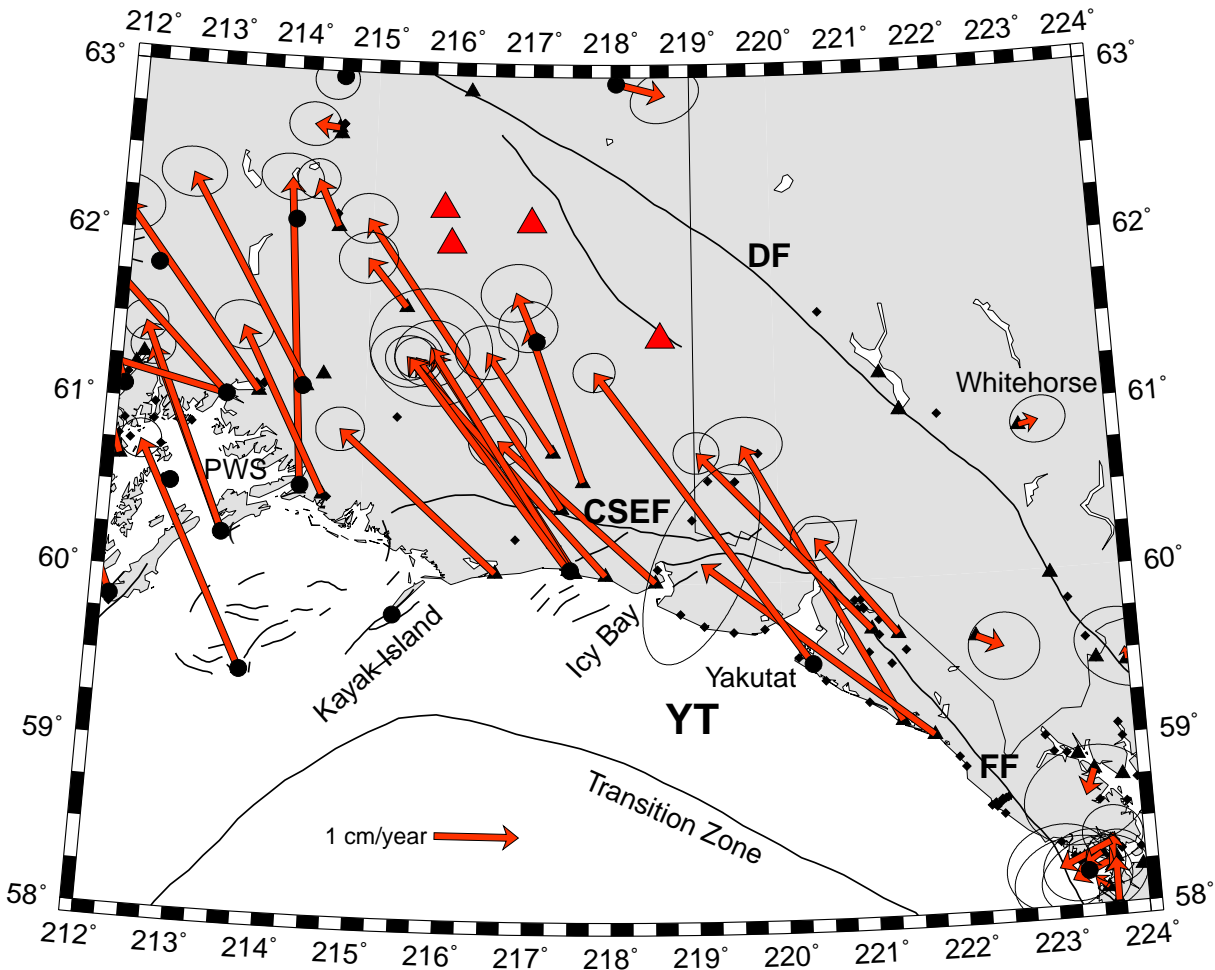 212° 213° 214° 215° 216° 217° 218° 219° 220° 221° 222° 223° 224°
63° 63°
62° 62°
DF
61° 61°
Whitehorse
PWS
CSEF
60° 60°
Kayak Island
Icy Bay
Yakutat
YT
59° 59°
FF
Transition Zone
1 cm/year
58° 58°
212° 213° 214° 215° 216° 217° 218° 219° 220° 221° 222° 223° 224°